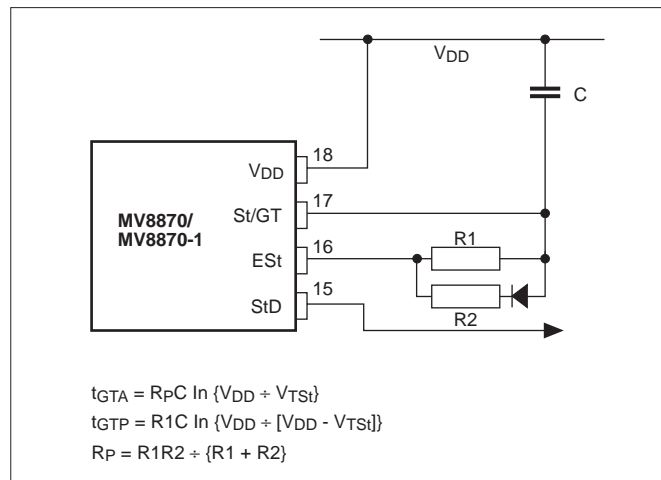 VDD
C
18
VDD
17
MV8870/
MV8870-1
St/GT
16
R1
ESt
15
StD
R2
tGTA = RPC In {VDD ÷ VTSt}
tGTP = R1C In {VDD ÷ [VDD - VTSt]}
RP = R1R2 ÷ {R1 + R2}